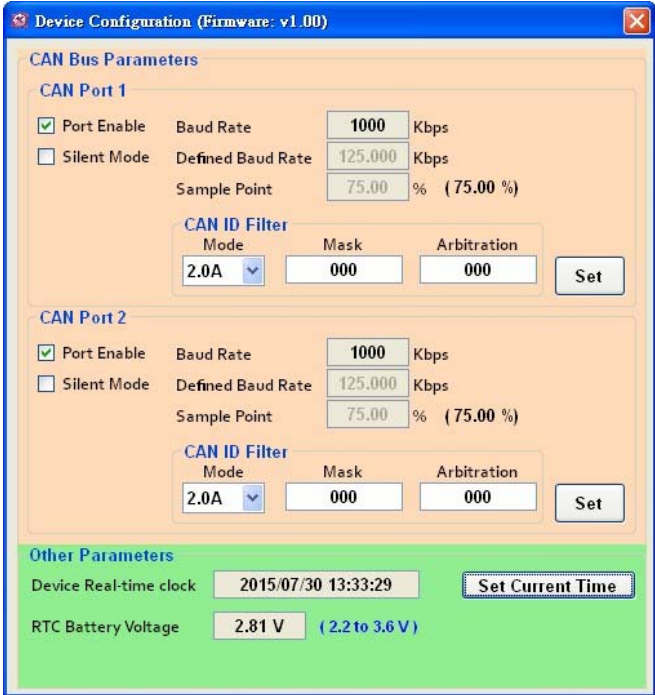 Device Configuration (Firmware: v1.00)
CAN Bus Parameters
CAN Port 1
Port Enable Baud Rate 1000 Kbps
Silent Mode Defined Baud Rate 125.000 Kbps
Sample Point 75.00 % ( 75.00 %)
CAN ID Filter
Mode Mask Arbitration
2.0A 000 000 Set
CAN Port 2
Port Enable Baud Rate 1000 Kbps
Silent Mode Defined Baud Rate 125.000 Kbps
Sample Point 75.00 % ( 75.00 %)
CAN ID Filter
Mode Mask Arbitration
2.0A 000 000 Set
Other Parameters
Device Real-time clock 2015/07/30 13:33:29 Set Current Time
RTC Battery Voltage 2.81 V ( 2.2 to 3.6 V )